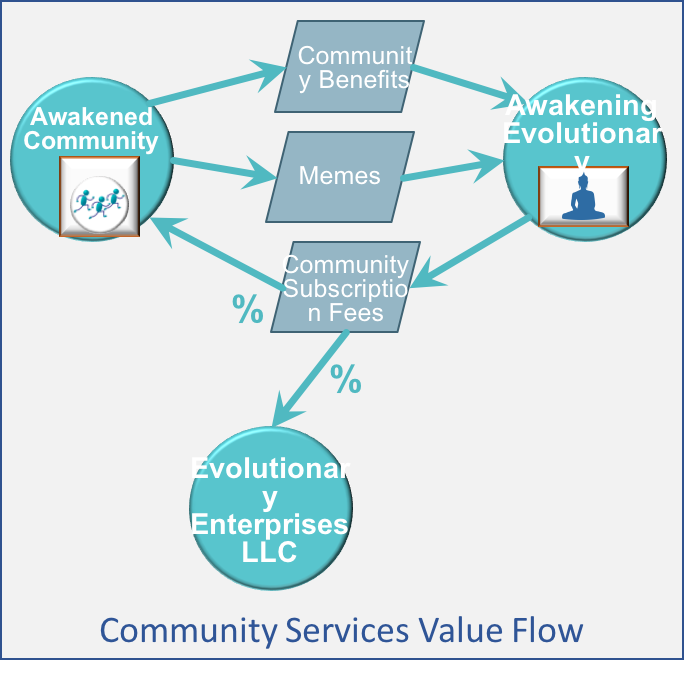 Communit
y Benefits
Awakened
Community
Awakening
Evolutionar
y
Memes
Community
Subscriptio
n Fees
%
%
Evolutionar
y
Enterprises
LLC
Community Services Value Flow